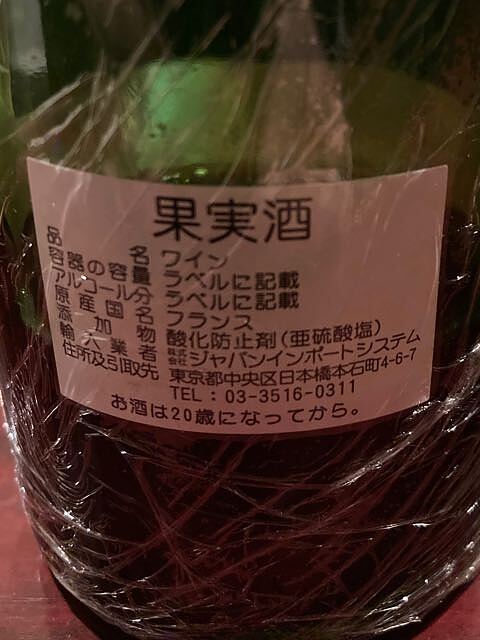 果実酒
品名 ワイン
容器の容量 ラベルに記載
アルコール分 ラベルに記載
原産国名 フランス
添加物 酸化防止剤(亜硫酸塩)
輸入業者 株式会社ジャパンインポートシステム
住所及引取先 東京都中央区日本橋本石町4-6-7
TEL:03-3516-0311
お酒は20歳になってから。